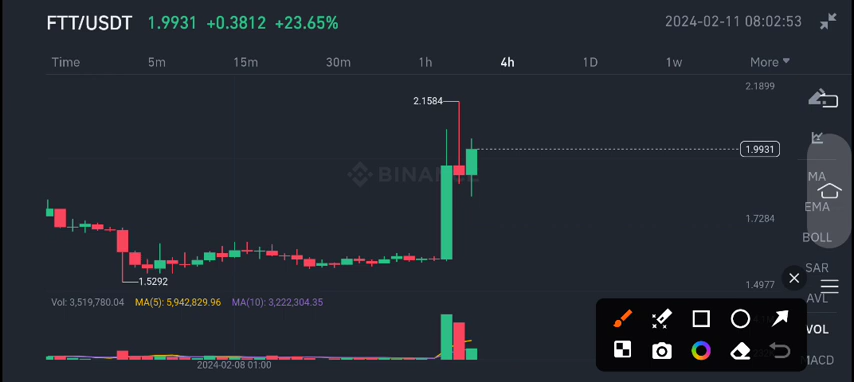 FTT/USDT 1.9931 +0.3812 +23.65% 2024-02-11 08:02:53
Time 5m 15m 30m 1h 4h 1D 1w More
2.1899
2.1584
1.9931
BINANCE
MA
EMA
1.7284
BOLL
SAR
1.5292
1.4977
AVL
Vol: 3,519,780.04 MA(5): 5,942,829.96 MA(10): 3,222,304.35
VOL
MACD
2024-02-08 01:00